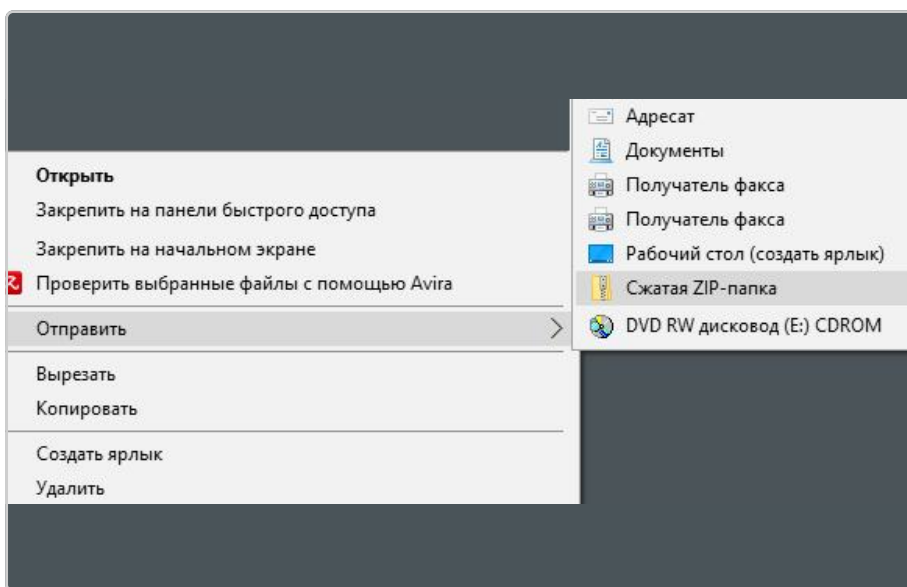 Открыть
Закрепить на панели быстрого доступа
Закрепить на начальном экране
Проверить выбранные файлы с помощью Avira
Отправить
Вырезать
Копировать
Создать ярлык
Удалить
Адресат
Документы
Получатель факса
Получатель факса
Рабочий стол (создать ярлык)
Сжатая ZIP-папка
DVD RW дисковод (E:) CDROM